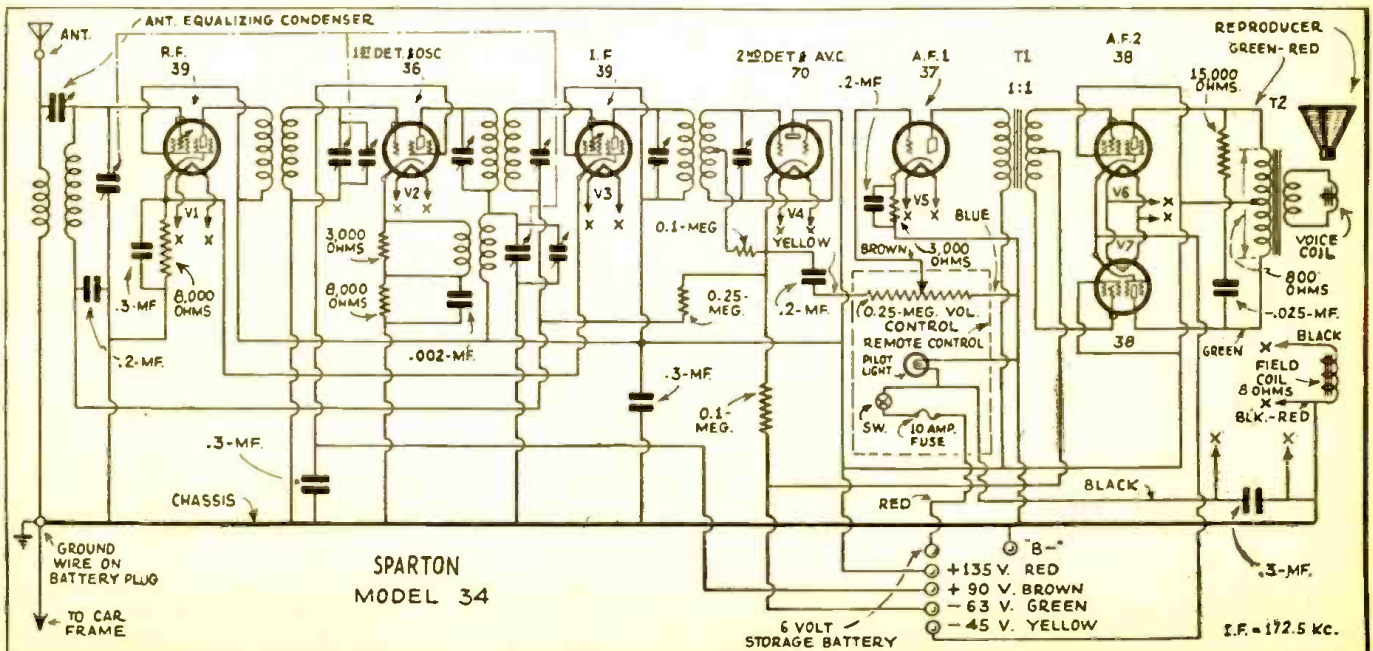 ANT. EQUALIZING CONDENSER
ANT.
R.F.
39
1ST DET. & OSC
36
I.F.
39
2ND DET & A.V.C.
70
A.F.1
37
.2-MF.
T1
1:1
A.F.2
38
REPRODUCER
GREEN-RED
15,000
OHMS.
T2
V1
X X
V2
X X
V3
X X
V4
X X
YELLOW
V5
X X
V6
X
X
V7
38
3,000
OHMS
8,000
OHMS
.002-MF.
.3-MF.
8,000
OHMS
.2-MF.
0.1-MEG
0.25-
MEG.
.2-MF.
BROWN
BLUE
3,000
OHMS
0.25-MEG. VOL.
CONTROL
REMOTE CONTROL
PILOT
LIGHT
SW.
10 AMP.
FUSE
VOICE
COIL
800
OHMS
.025-MF.
GREEN
BLACK
X
FIELD
COIL
8 OHMS
X
BLK.-RED
.3-MF.
0.1-
MEG.
.3-MF.
X X
BLACK
RED
CHASSIS
GROUND
WIRE ON
BATTERY PLUG
TO CAR
FRAME
SPARTON
MODEL 34
"B-"
+135 V. RED
+ 90 V. BROWN
- 63 V. GREEN
- 45 V. YELLOW
6 VOLT
STORAGE BATTERY
.3-MF.
I.F. = 172.5 KC.